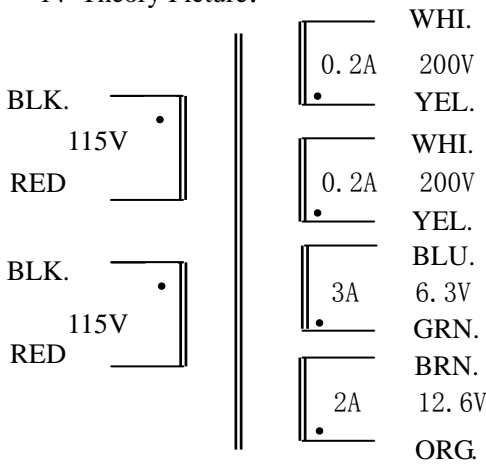 Theory Picture:
WHI.
0.2A 200V
BLK.
YEL.
115V
WHI.
RED
0.2A 200V
YEL.
BLK.
BLU.
3A 6.3V
115V
GRN.
RED
BRN.
2A 12.6V
ORG.